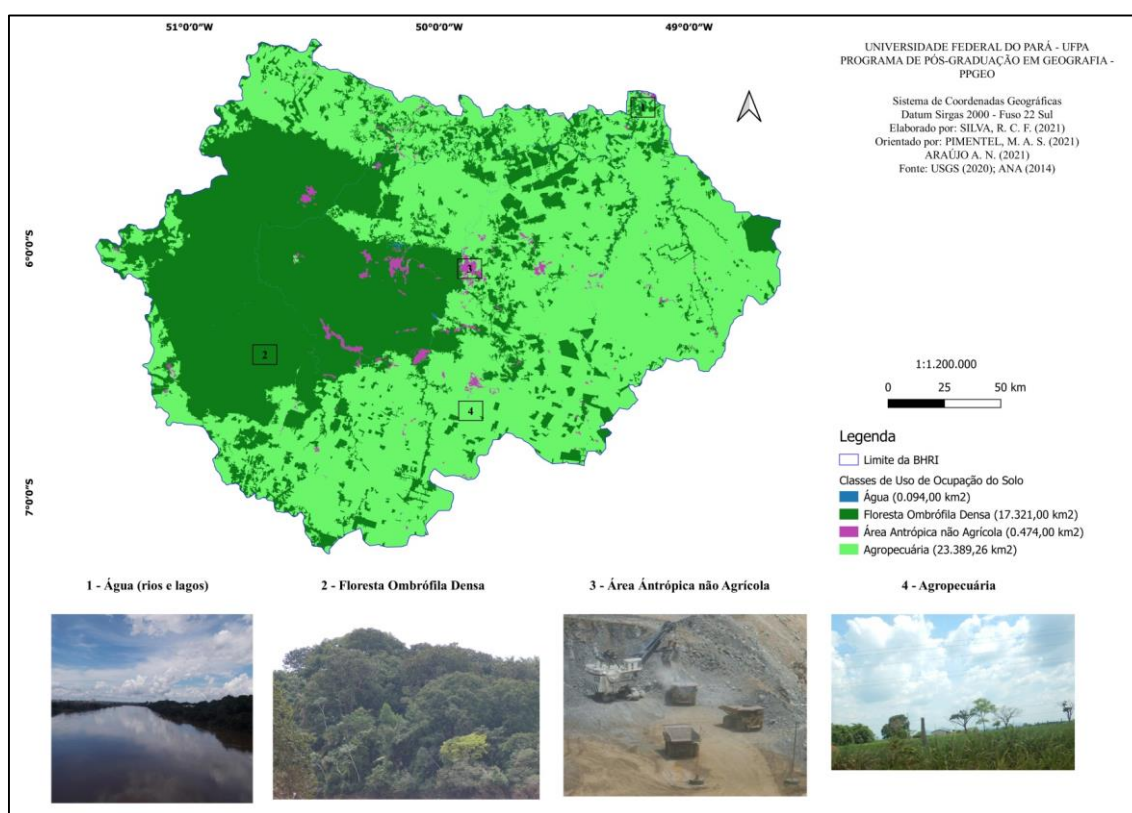 51°0'0"W
50°0'0"W
49°0'0"W
UNIVERSIDADE FEDERAL DO PARÁ - UFPA
PROGRAMA DE PÓS-GRADUAÇÃO EM GEOGRAFIA -
PPGEO
Sistema de Coordenadas Geográficas
Datum Sirgas 2000 - Fuso 22 Sul
Elaborado por: SILVA, R. C. F. (2021)
Orientado por: PIMENTEL, M. A. S. (2021)
ARAÚJO A. N. (2021)
Fonte: USGS (2020); ANA (2014)
6°0'0"S
7°0'0"S
1
3
2
4
1:1.200.000
0 25 50 km
Legenda
Limite da BHRI
Classes de Uso de Ocupação do Solo
Água (0.094,00 km2)
Floresta Ombrófila Densa (17.321,00 km2)
Área Antrópica não Agrícola (0.474,00 km2)
Agropecuária (23.389,26 km2)
1 - Água (rios e lagos)
2 - Floresta Ombrófila Densa
3 - Área Ántrópica não Agrícola
4 - Agropecuária